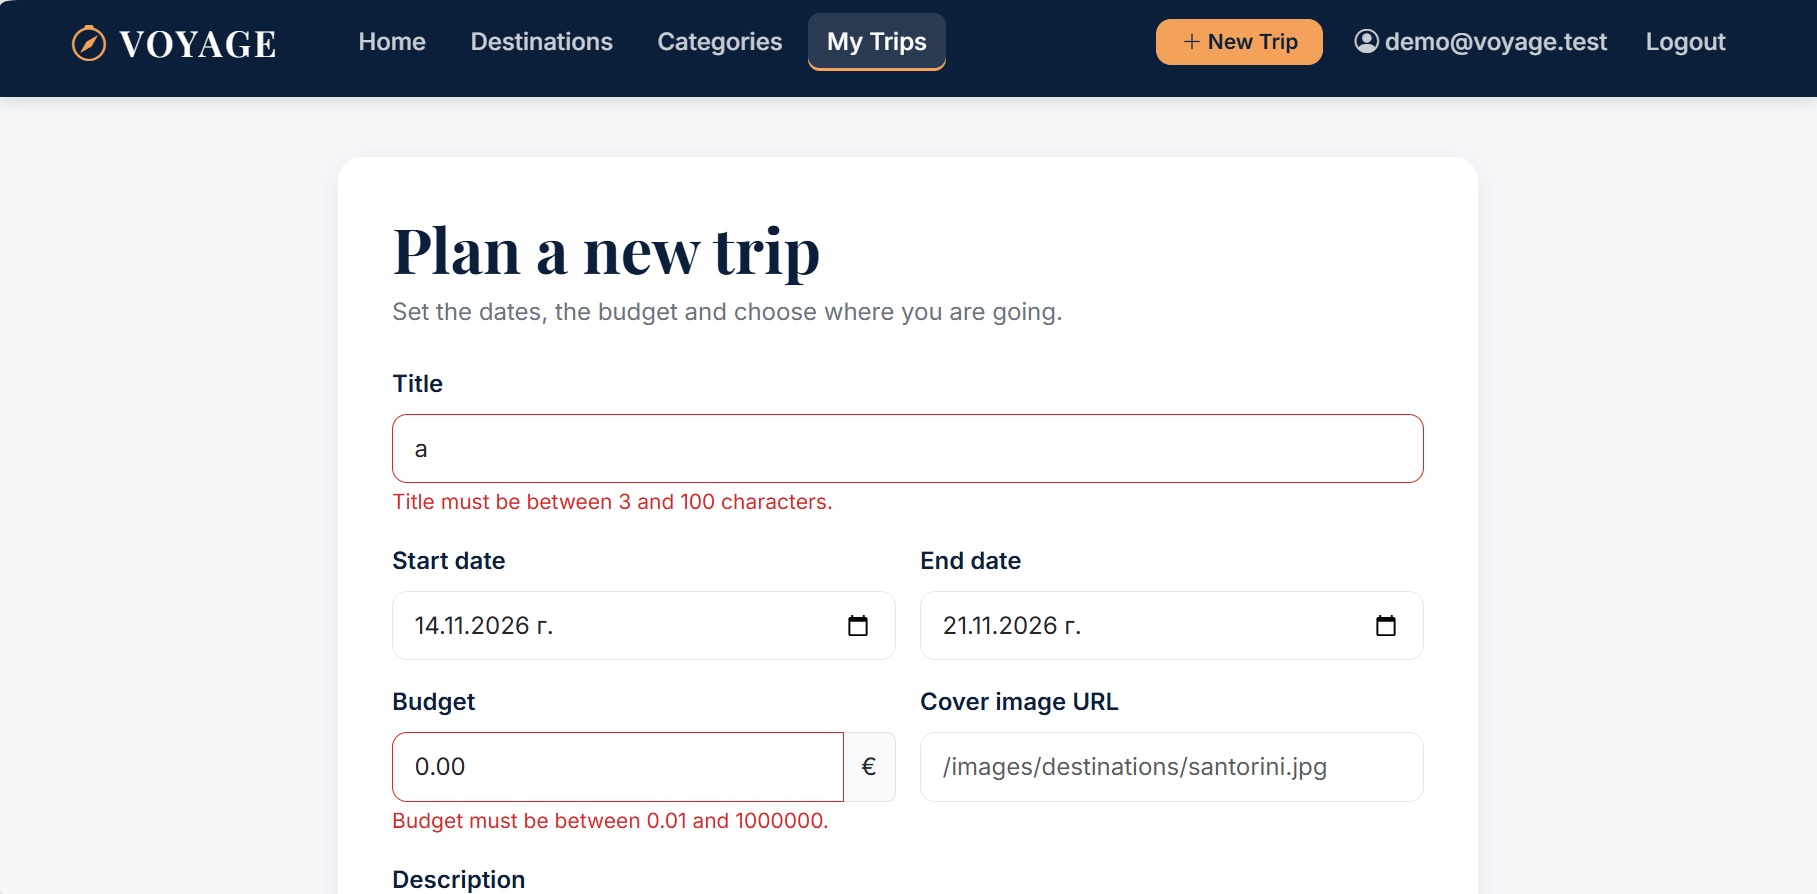 VOYAGE Home Destinations Categories My Trips + New Trip demo@voyage.test Logout
Plan a new trip
Set the dates, the budget and choose where you are going.
Title
a
Title must be between 3 and 100 characters.
Start date End date
14.11.2026 г. 21.11.2026 г.
Budget Cover image URL
0.00 € /images/destinations/santorini.jpg
Budget must be between 0.01 and 1000000.
Description